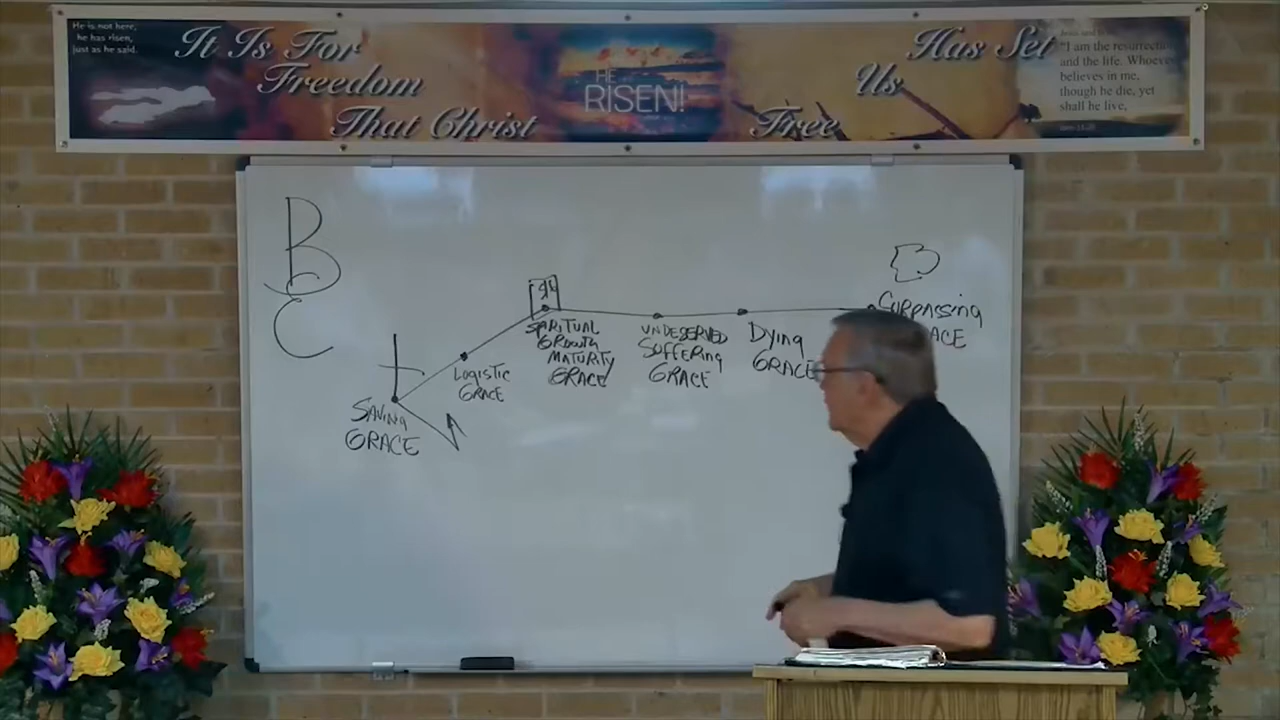 He is not here,
he has risen,
just as he said.
It Is For
Freedom
That Christ
HE
RISEN!
Has Set
Us
Free
"I am the resurrecti
and the life. Whoeve
believes in me,
though he die, yet
shall he live,
B
C
SAVING
GRACE
Logistic
GRACE
SPIRITUAL
GROWTH
MATURITY
GRACE
UNDESERVED
SUFFERING
GRACE
Dying
GRACE
SURPASSING
ACE